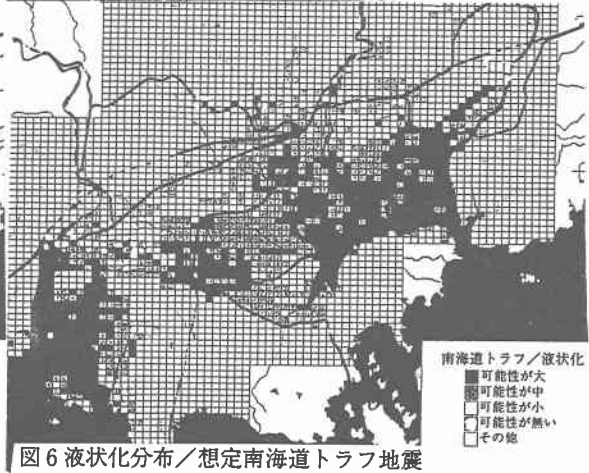 南海道トラフ/液状化
可能性が大
可能性が中
可能性が小
可能性が無い
その他
図6 液状化分布/想定南海道トラフ地震